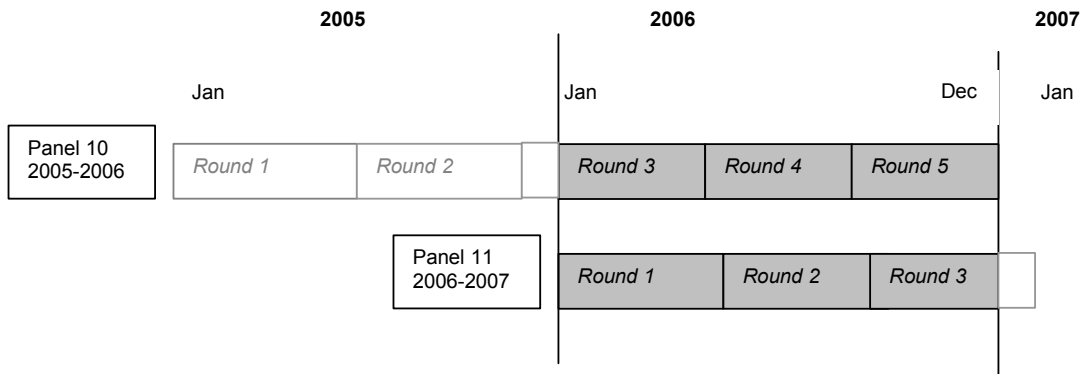 2005 2006 2007
Jan Jan Dec Jan
Panel 10
2005-2006
Round 1 Round 2 Round 3 Round 4 Round 5
Panel 11
2006-2007
Round 1 Round 2 Round 3